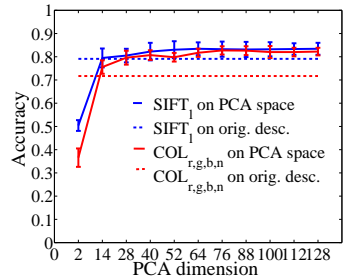 1
0.9
0.8
0.7
0.6
0.5
0.4
0.3
0.2
0.1
0
Accuracy
SIFT1 on PCA space
SIFT1 on orig. desc.
COLr,g,b,n on PCA space
COLr,g,b,n on orig. desc.
0 2 14 28 40 52 64 76 88 100 112 128
PCA dimension